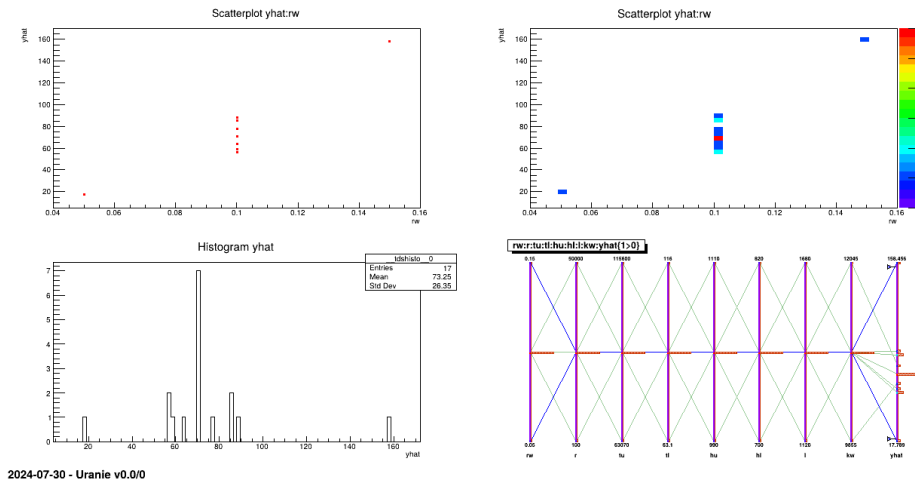 Scatterplot yhat:rw
yhat
160
140
120
100
80
60
40
20
0.04 0.06 0.08 0.1 0.12 0.14 0.16
rw
Scatterplot yhat:rw
yhat
160
140
120
100
80
60
40
20
0.04 0.06 0.08 0.1 0.12 0.14 0.16
rw
Histogram yhat
__tdshisto__0
Entries 17
Mean 73.25
Std Dev 26.35
7
6
5
4
3
2
1
0
20 40 60 80 100 120 140 160
yhat
rw:r:tu:tl:hu:hl:l:kw:yhat{1>0}
0.15 50000 115600 116 1110 820 1680 12045
0.05 100 63070 63.1 990 700 1120 9855 17.709
rw r tu tl hu hl l kw yhat
2024-07-30 - Uranie v0.0/0